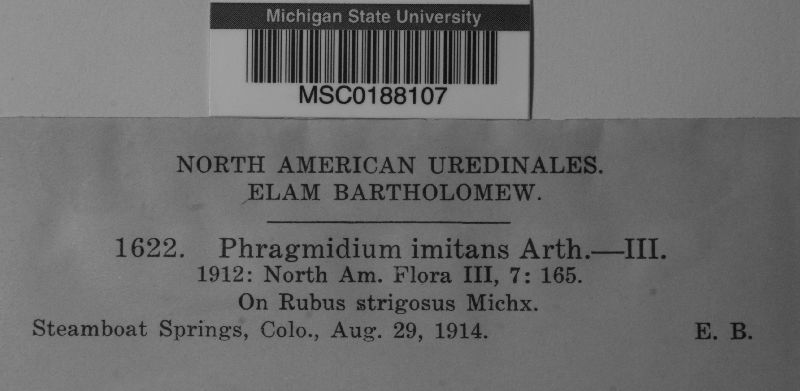 Michigan State University
MSC0188107
NORTH AMERICAN UREDINALES.
ELAM BARTHOLOMEW.
1622. Phragmidium imitans Arth.—III.
1912: North Am. Flora III, 7: 165.
On Rubus strigosus Michx.
Steamboat Springs, Colo., Aug. 29, 1914. E. B.